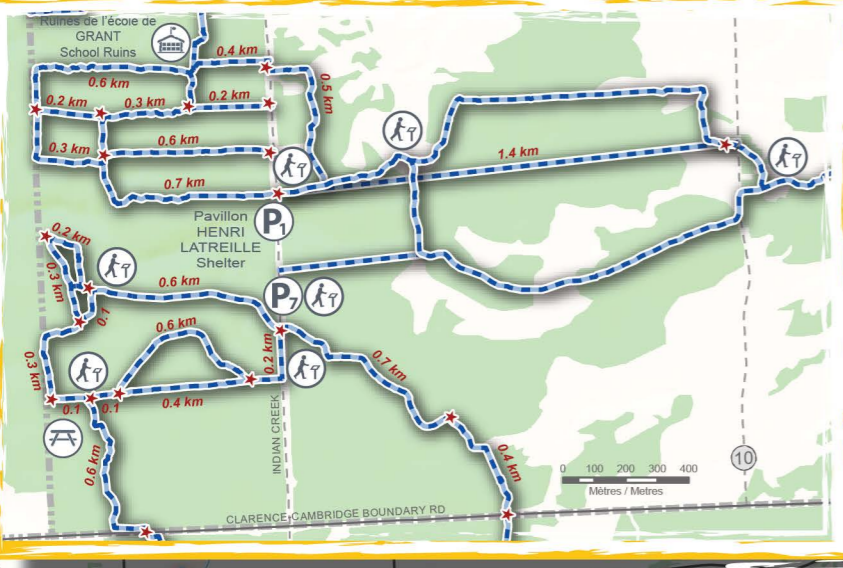 Ruines de l'école de
GRANT
School Ruins
0.4 km
0.6 km
0.5 km
0.2 km
0.3 km
0.2 km
0.3 km
0.6 km
1.4 km
0.7 km
Pavillon
HENRI
LATREILLE
Shelter
P1
0.2 km
0.3 km
0.6 km
P7
0.1
0.6 km
0.2 km
0.7 km
0.3 km
0.1
0.1
0.4 km
INDIAN CREEK
0.6 km
0.4 km
10
0 100 200 300 400
Mètres / Metres
CLARENCE-CAMBRIDGE BOUNDARY RD